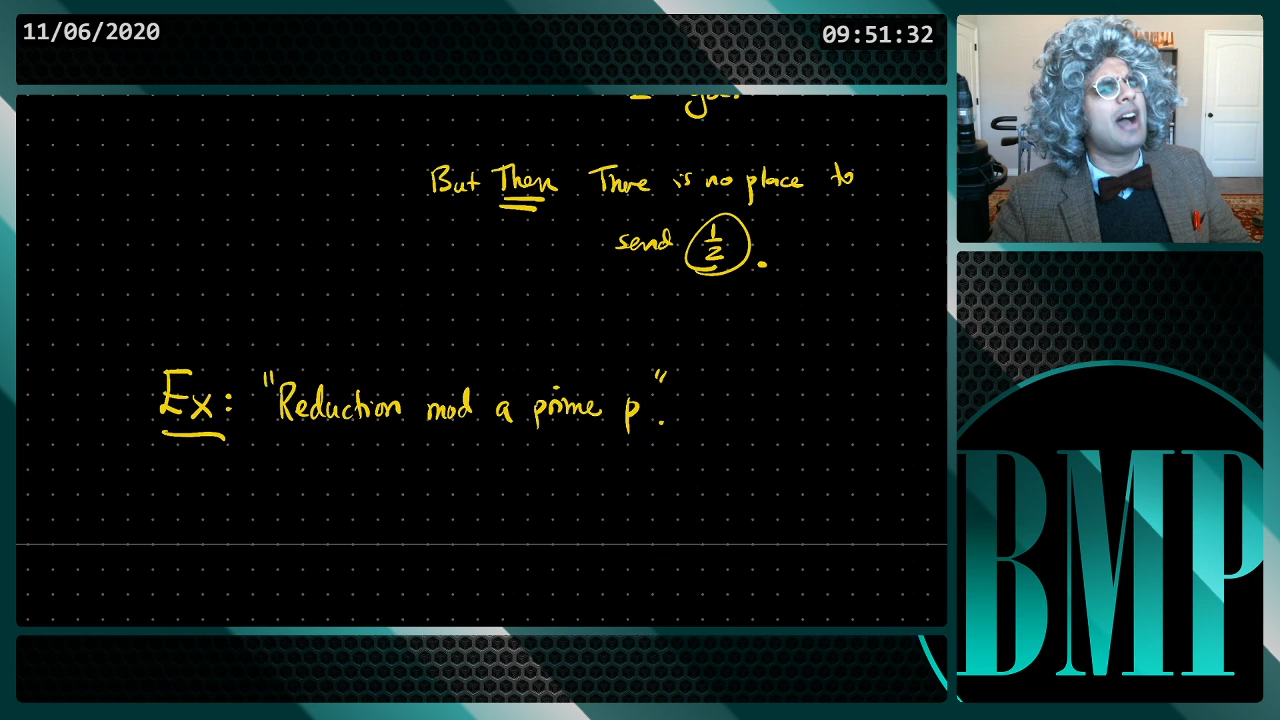 11/06/2020
09:51:32
But Then There is no place to
send 1/2.
Ex: "Reduction mod a prime p".
BMP